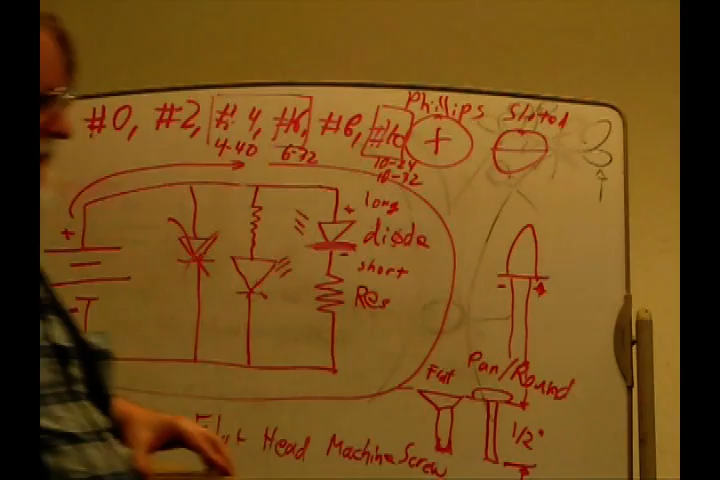 Phillips Sloted
#0, #2, #4, #6, #8, #10
4-40 6-32 10-24
10-32
+ + long
diode
- short
Res
- +
Flat Pan/Round
1/2"
Head Machine Screw